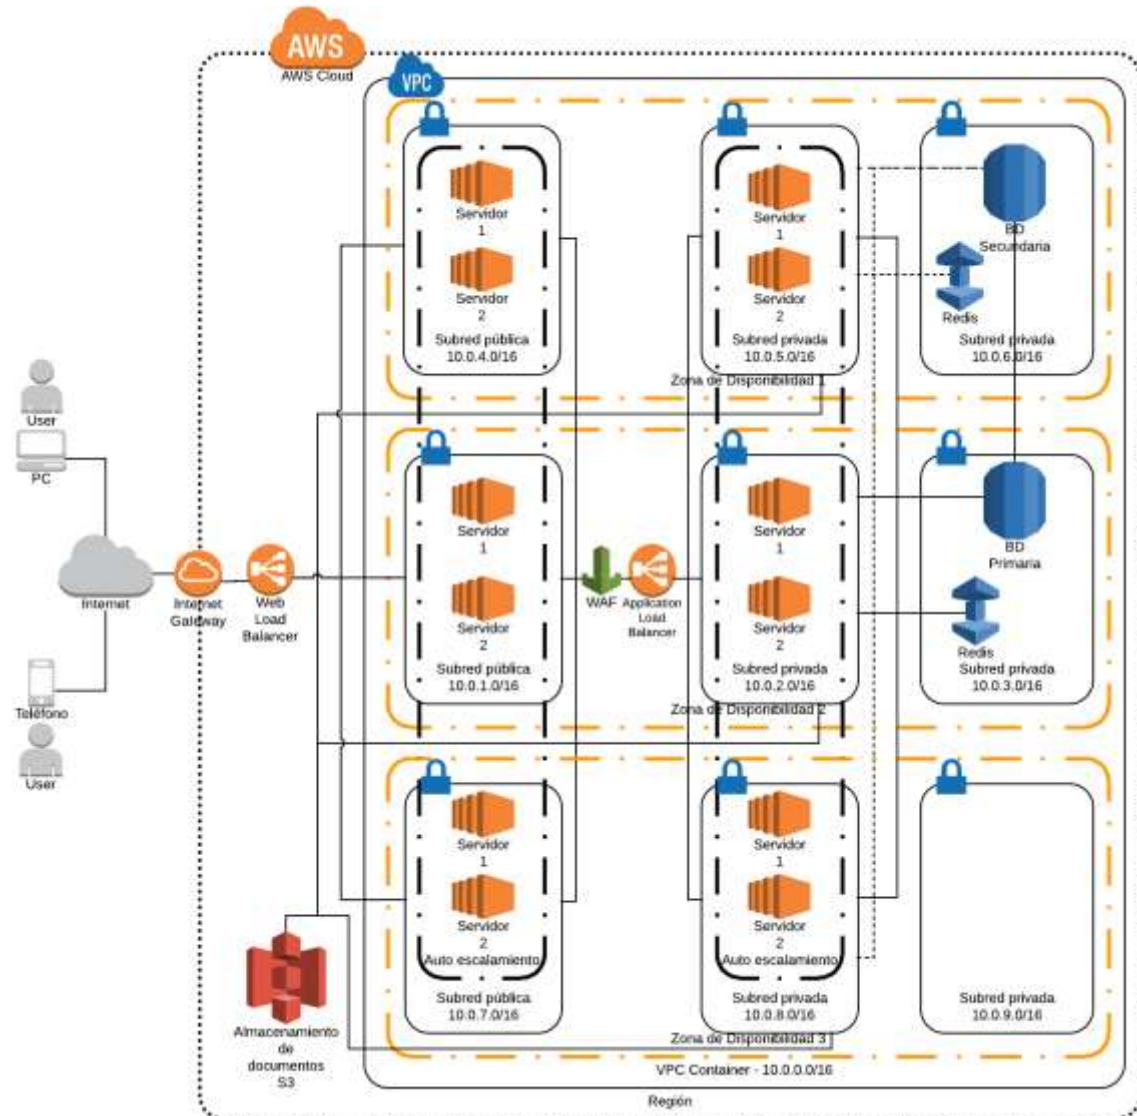 AWS
AWS Cloud
VPC
Servidor
1
Servidor
2
Subred pública
10.0.4.0/16
Servidor
1
Servidor
2
Subred privada
10.0.5.0/16
BD
Secundaria
Redis
Subred privada
10.0.6.0/16
Zona de Disponibilidad 1
User
PC
Internet
Teléfono
User
Internet
Gateway
Web
Load
Balancer
Servidor
1
Servidor
2
Subred pública
10.0.1.0/16
WAF
Application
Load
Balancer
Servidor
1
Servidor
2
Subred privada
10.0.2.0/16
BD
Primaria
Redis
Subred privada
10.0.3.0/16
Zona de Disponibilidad 2
Servidor
1
Servidor
2
Auto escalamiento
Subred pública
10.0.7.0/16
Servidor
1
Servidor
2
Auto escalamiento
Subred privada
10.0.8.0/16
Subred privada
10.0.9.0/16
Zona de Disponibilidad 3
Almacenamiento
de
documentos
S3
VPC Container - 10.0.0.0/16
Región